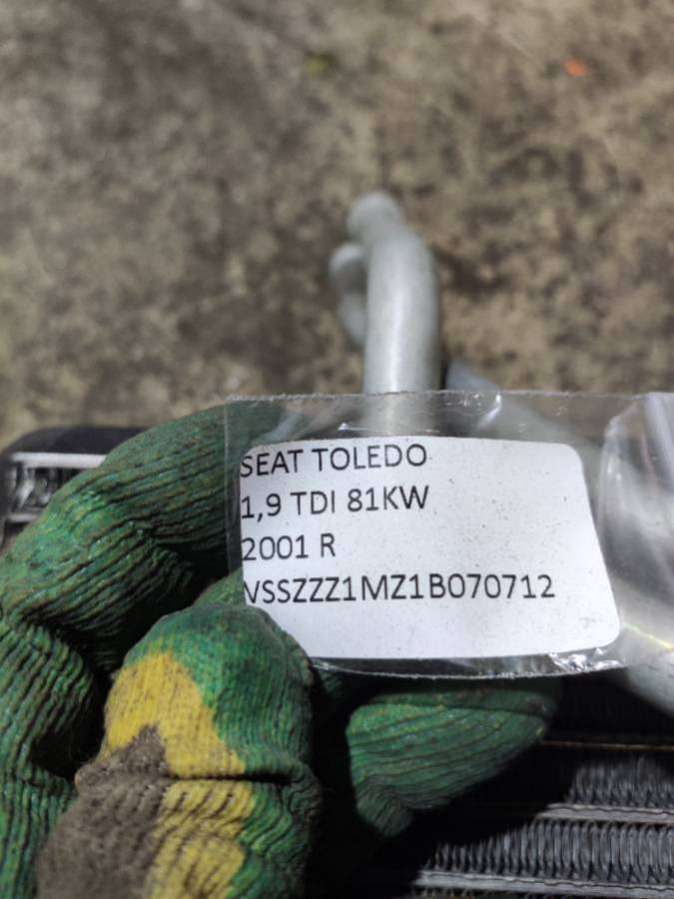 SEAT TOLEDO
1,9 TDI 81KW
2001 R
VSSZZZ1MZ1B070712